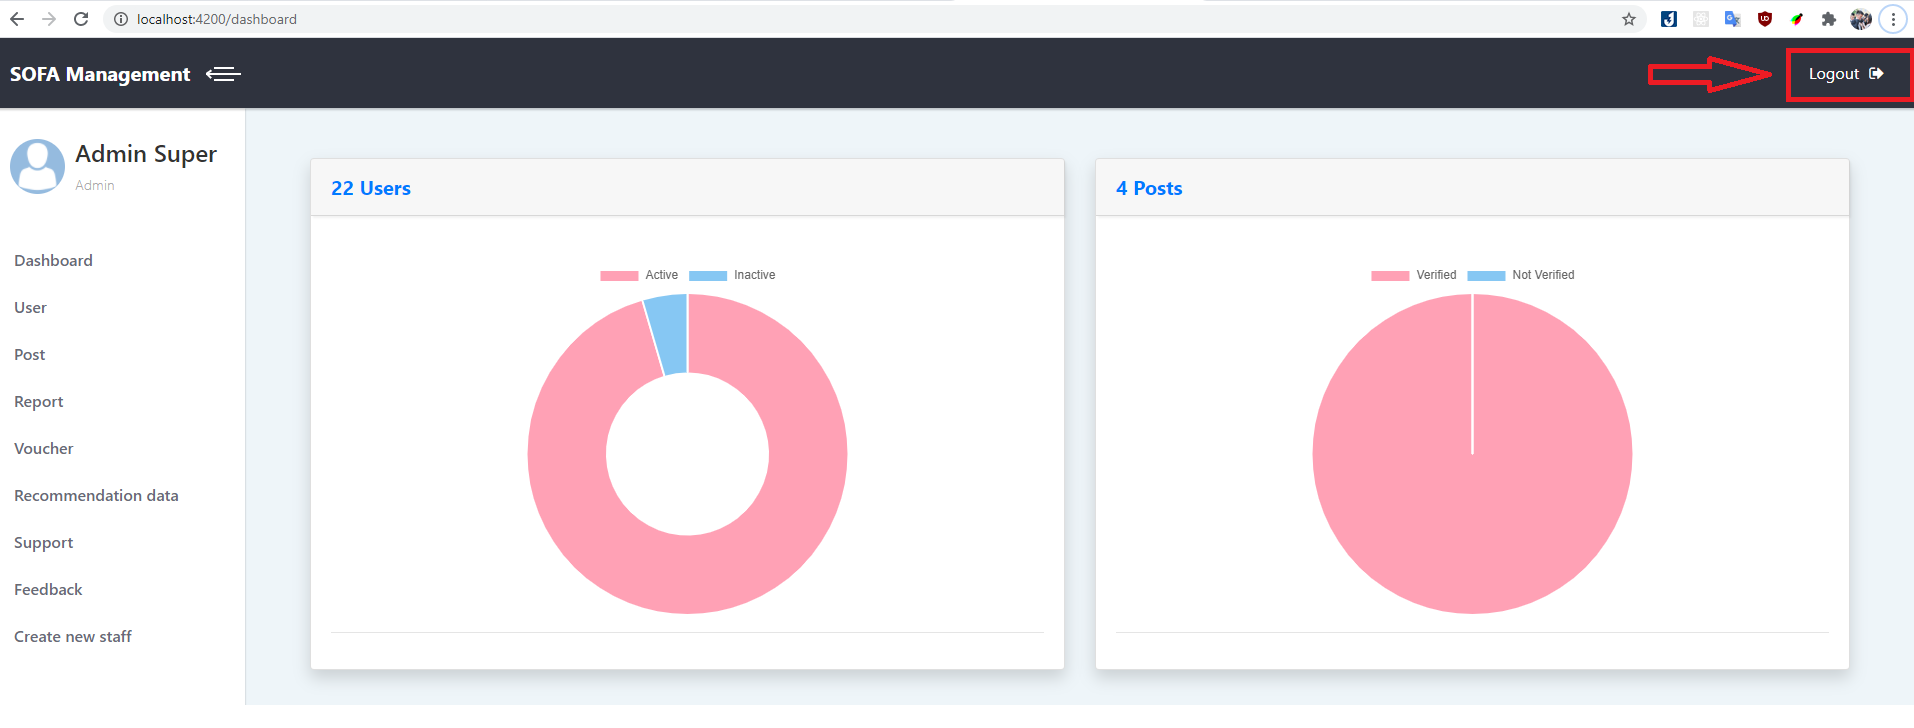 localhost:4200/dashboard
SOFA Management
Logout
Admin Super
Admin
Dashboard
User
Post
Report
Voucher
Recommendation data
Support
Feedback
Create new staff
22 Users
Active Inactive
4 Posts
Verified Not Verified